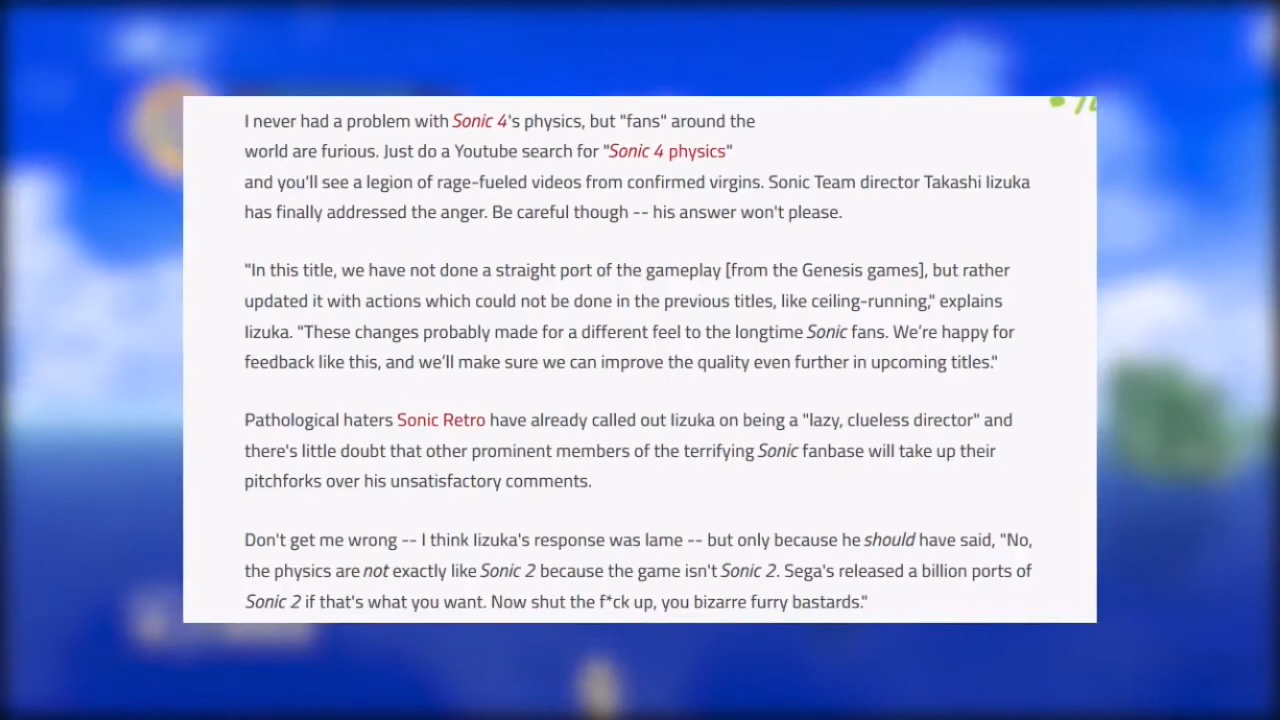 I never had a problem with Sonic 4's physics, but "fans" around the
world are furious. Just do a Youtube search for "Sonic 4 physics"
and you'll see a legion of rage-fueled videos from confirmed virgins. Sonic Team director Takashi Iizuka
has finally addressed the anger. Be careful though -- his answer won't please.
"In this title, we have not done a straight port of the gameplay [from the Genesis games], but rather
updated it with actions which could not be done in the previous titles, like ceiling-running," explains
Iizuka. "These changes probably made for a different feel to the longtime Sonic fans. We're happy for
feedback like this, and we'll make sure we can improve the quality even further in upcoming titles."
Pathological haters Sonic Retro have already called out Iizuka on being a "lazy, clueless director" and
there's little doubt that other prominent members of the terrifying Sonic fanbase will take up their
pitchforks over his unsatisfactory comments.
Don't get me wrong -- I think Iizuka's response was lame -- but only because he should have said, "No,
the physics are not exactly like Sonic 2 because the game isn't Sonic 2. Sega's released a billion ports of
Sonic 2 if that's what you want. Now shut the f*ck up, you bizarre furry bastards."